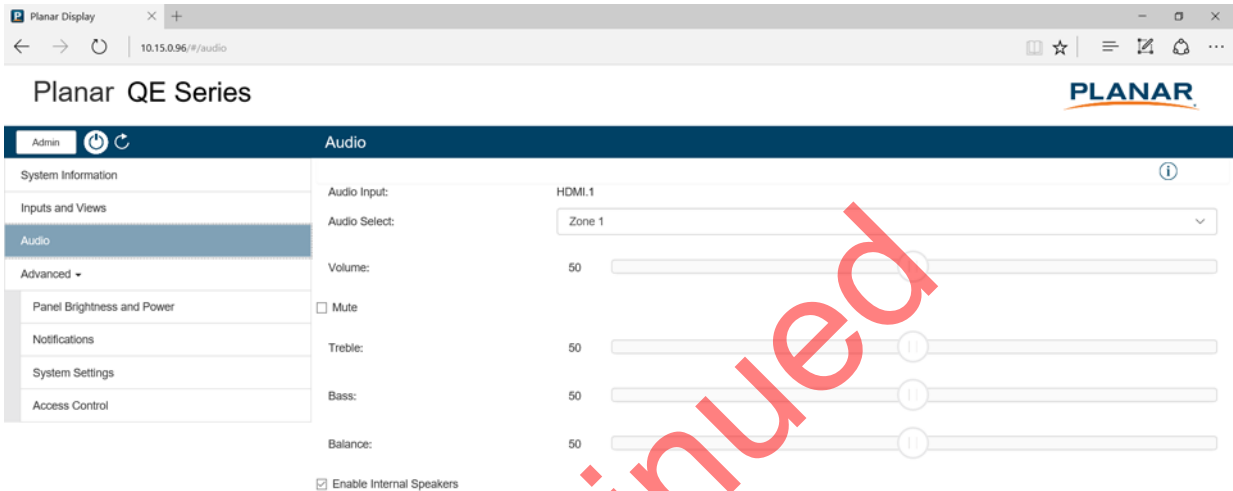 Planar Display
10.15.0.96/#/audio
Planar QE Series
PLANAR
Admin
Audio
System Information
Inputs and Views
Audio
Advanced
Panel Brightness and Power
Notifications
System Settings
Access Control
Audio Input: HDMI.1
Audio Select: Zone 1
Volume: 50
Mute
Treble: 50
Bass: 50
Balance: 50
Enable Internal Speakers
inued